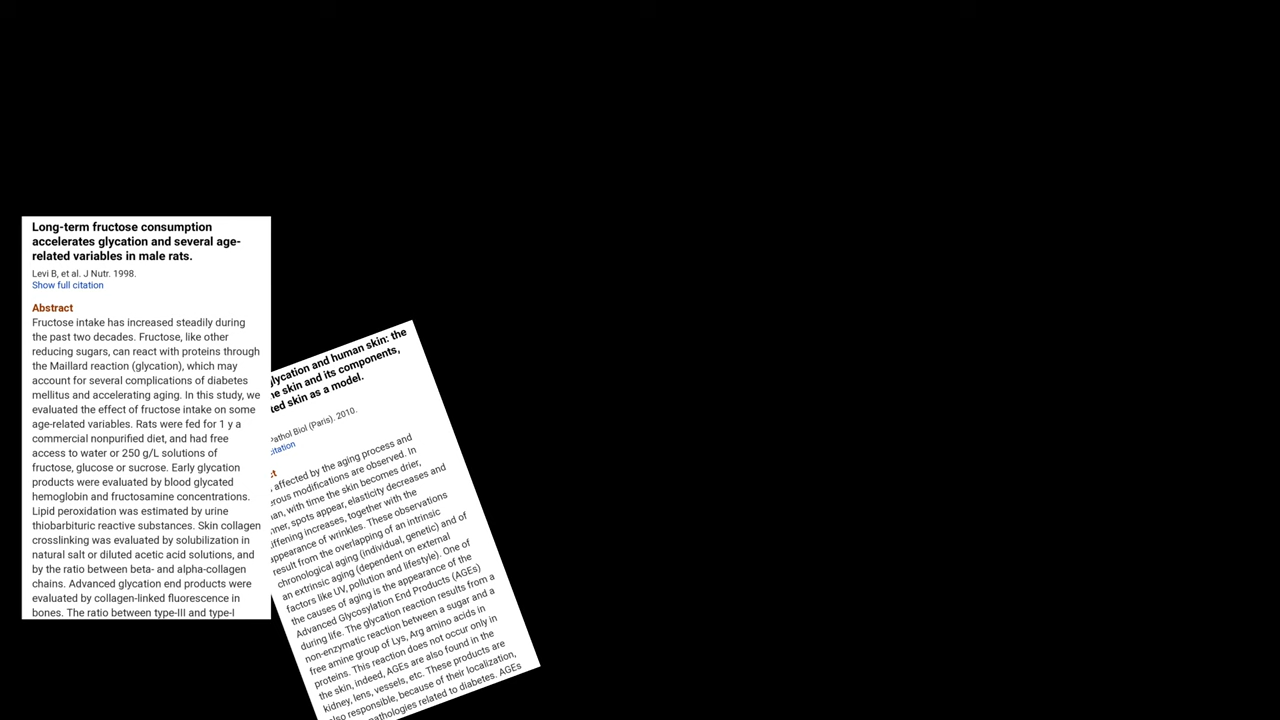 Long-term fructose consumption
accelerates glycation and several age-
related variables in male rats.
Levi B, et al. J Nutr. 1998.
Show full citation
Abstract
Fructose intake has increased steadily during
the past two decades. Fructose, like other
reducing sugars, can react with proteins through
the Maillard reaction (glycation), which may
account for several complications of diabetes
mellitus and accelerating aging. In this study, we
evaluated the effect of fructose intake on some
age-related variables. Rats were fed for 1 y a
commercial nonpurified diet, and had free
access to water or 250 g/L solutions of
fructose, glucose or sucrose. Early glycation
products were evaluated by blood glycated
hemoglobin and fructosamine concentrations.
Lipid peroxidation was estimated by urine
thiobarbituric reactive substances. Skin collagen
crosslinking was evaluated by solubilization in
natural salt or diluted acetic acid solutions, and
by the ratio between beta- and alpha-collagen
chains. Advanced glycation end products were
evaluated by collagen-linked fluorescence in
bones. The ratio between type-III and type-I
glycation and human skin: the
skin and its components,
skin as a model.
Pathol Biol (Paris). 2010.
citation
affected by the aging process and
modifications are observed. In
with time the skin becomes drier,
spots appear, elasticity decreases and
increases, together with the
appearance of wrinkles. These observations
result from the overlapping of an intrinsic
chronological aging (individual, genetic) and of
an extrinsic aging (dependent on external
factors like UV, pollution and lifestyle). One of
the causes of aging is the appearance of the
Advanced Glycosylation End Products (AGEs)
during life. The glycation reaction results from a
non-enzymatic reaction between a sugar and a
free amine group of Lys, Arg amino acids in
proteins. This reaction does not occur only in
the skin, indeed, AGEs are also found in the
kidney, lens, vessels, etc. These products are
also responsible, because of their localization,
pathologies related to diabetes. AGEs